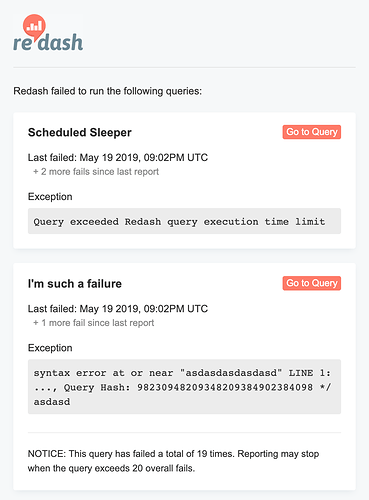 redash
Redash failed to run the following queries:
Scheduled Sleeper
Go to Query
Last failed: May 19 2019, 09:02PM UTC
+ 2 more fails since last report
Exception
Query exceeded Redash query execution time limit
I'm such a failure
Go to Query
Last failed: May 19 2019, 09:02PM UTC
+ 1 more fail since last report
Exception
syntax error at or near "asdasdasdasdasd" LINE 1:
..., Query Hash: 98230948209348209384902384098 */
asdasd
NOTICE: This query has failed a total of 19 times. Reporting may stop
when the query exceeds 20 overall fails.